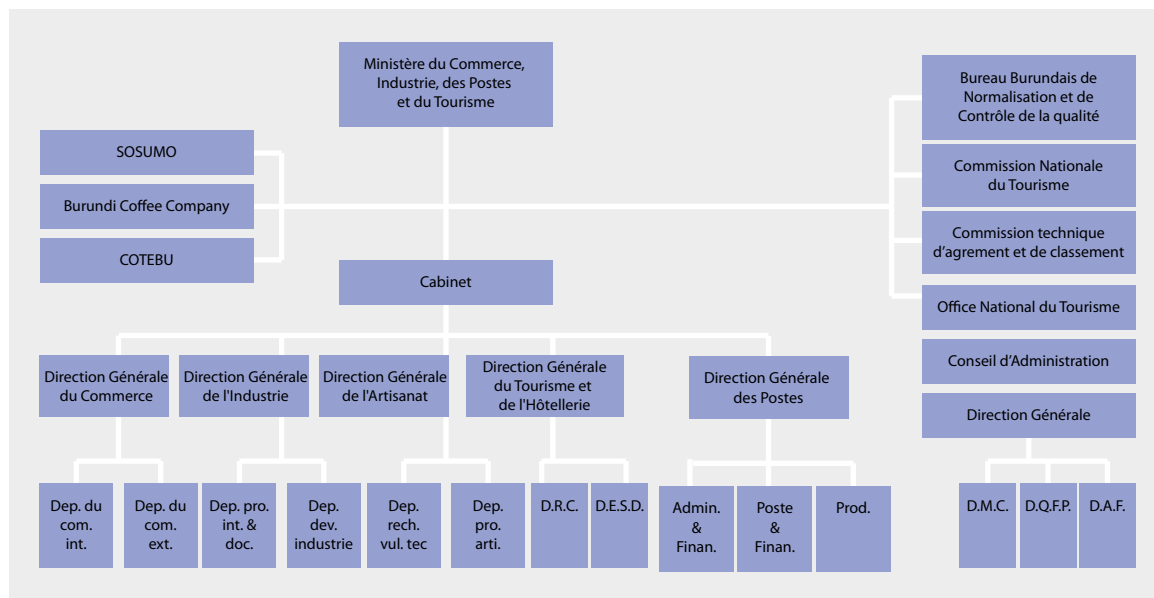 Ministère du Commerce,
Industrie, des Postes
et du Tourisme
SOSUMO
Burundi Coffee Company
COTEBU
Bureau Burundais de
Normalisation et de
Contrôle de la qualité
Commission Nationale
du Tourisme
Commission technique
d'agrement et de classement
Office National du Tourisme
Conseil d'Administration
Direction Générale
D.M.C.
D.Q.F.P.
D.A.F.
Cabinet
Direction Générale
du Commerce
Direction Générale
de l'Industrie
Direction Générale
de l'Artisanat
Direction Générale
du Tourisme et
de l'Hôtellerie
Direction Générale
des Postes
Dep. du
com.
int.
Dep. du
com.
ext.
Dep. pro.
int. &
doc.
Dep.
dev.
industrie
Dep.
rech.
vul. tec
Dep.
pro.
arti.
D.R.C.
D.E.S.D.
Admin.
&
Finan.
Poste
&
Finan.
Prod.